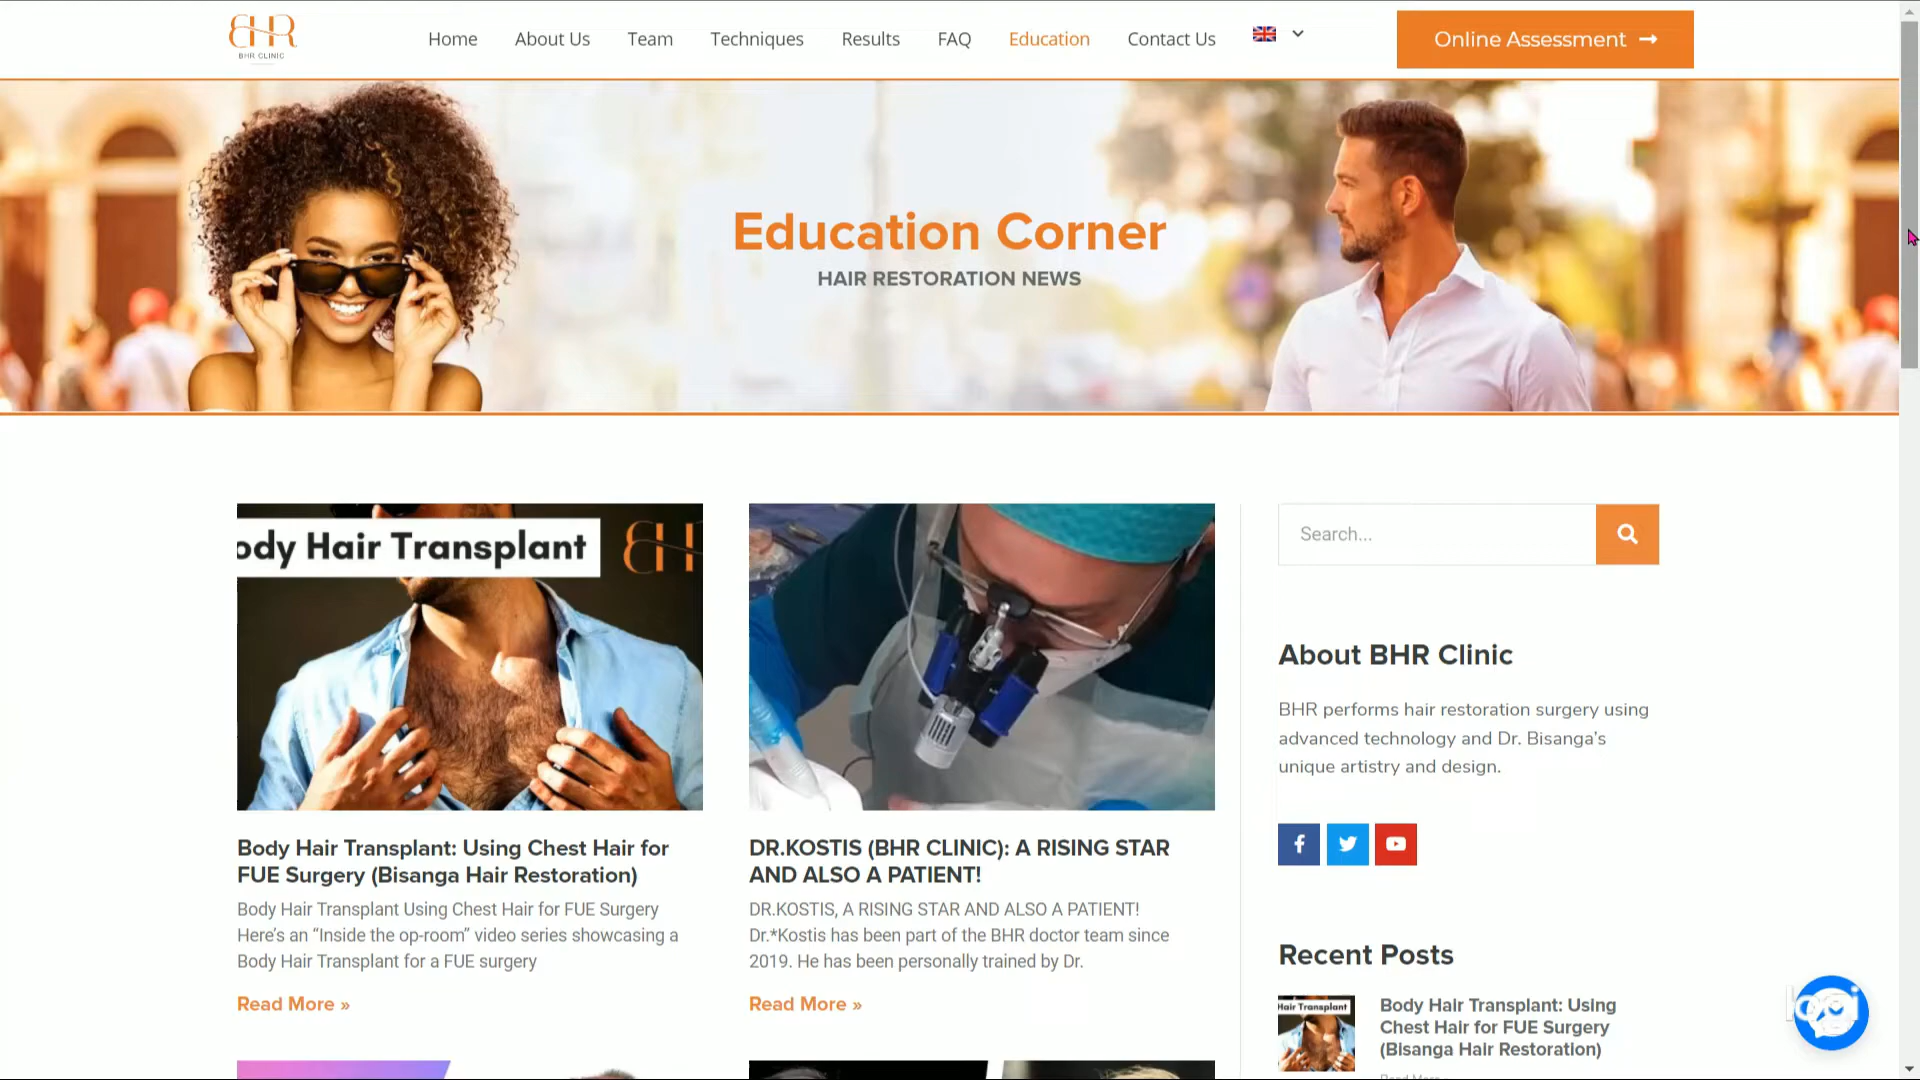 BHR
BHR CLINIC
Home
About Us
Team
Techniques
Results
FAQ
Education
Contact Us
Online Assessment
Education Corner
HAIR RESTORATION NEWS
ody Hair Transplant
BH
Search...
About BHR Clinic
BHR performs hair restoration surgery using
advanced technology and Dr. Bisanga's
unique artistry and design.
Body Hair Transplant: Using Chest Hair for
FUE Surgery (Bisanga Hair Restoration)
Body Hair Transplant Using Chest Hair for FUE Surgery
Here's an “Inside the op-room” video series showcasing a
Body Hair Transplant for a FUE surgery
Read More »
DR.KOSTIS (BHR CLINIC): A RISING STAR
AND ALSO A PATIENT!
DR.KOSTIS, A RISING STAR AND ALSO A PATIENT!
Dr.*Kostis has been part of the BHR doctor team since
2019. He has been personally trained by Dr.
Read More »
Recent Posts
Hair Transplant
Body Hair Transplant: Using
Chest Hair for FUE Surgery
(Bisanga Hair Restoration)